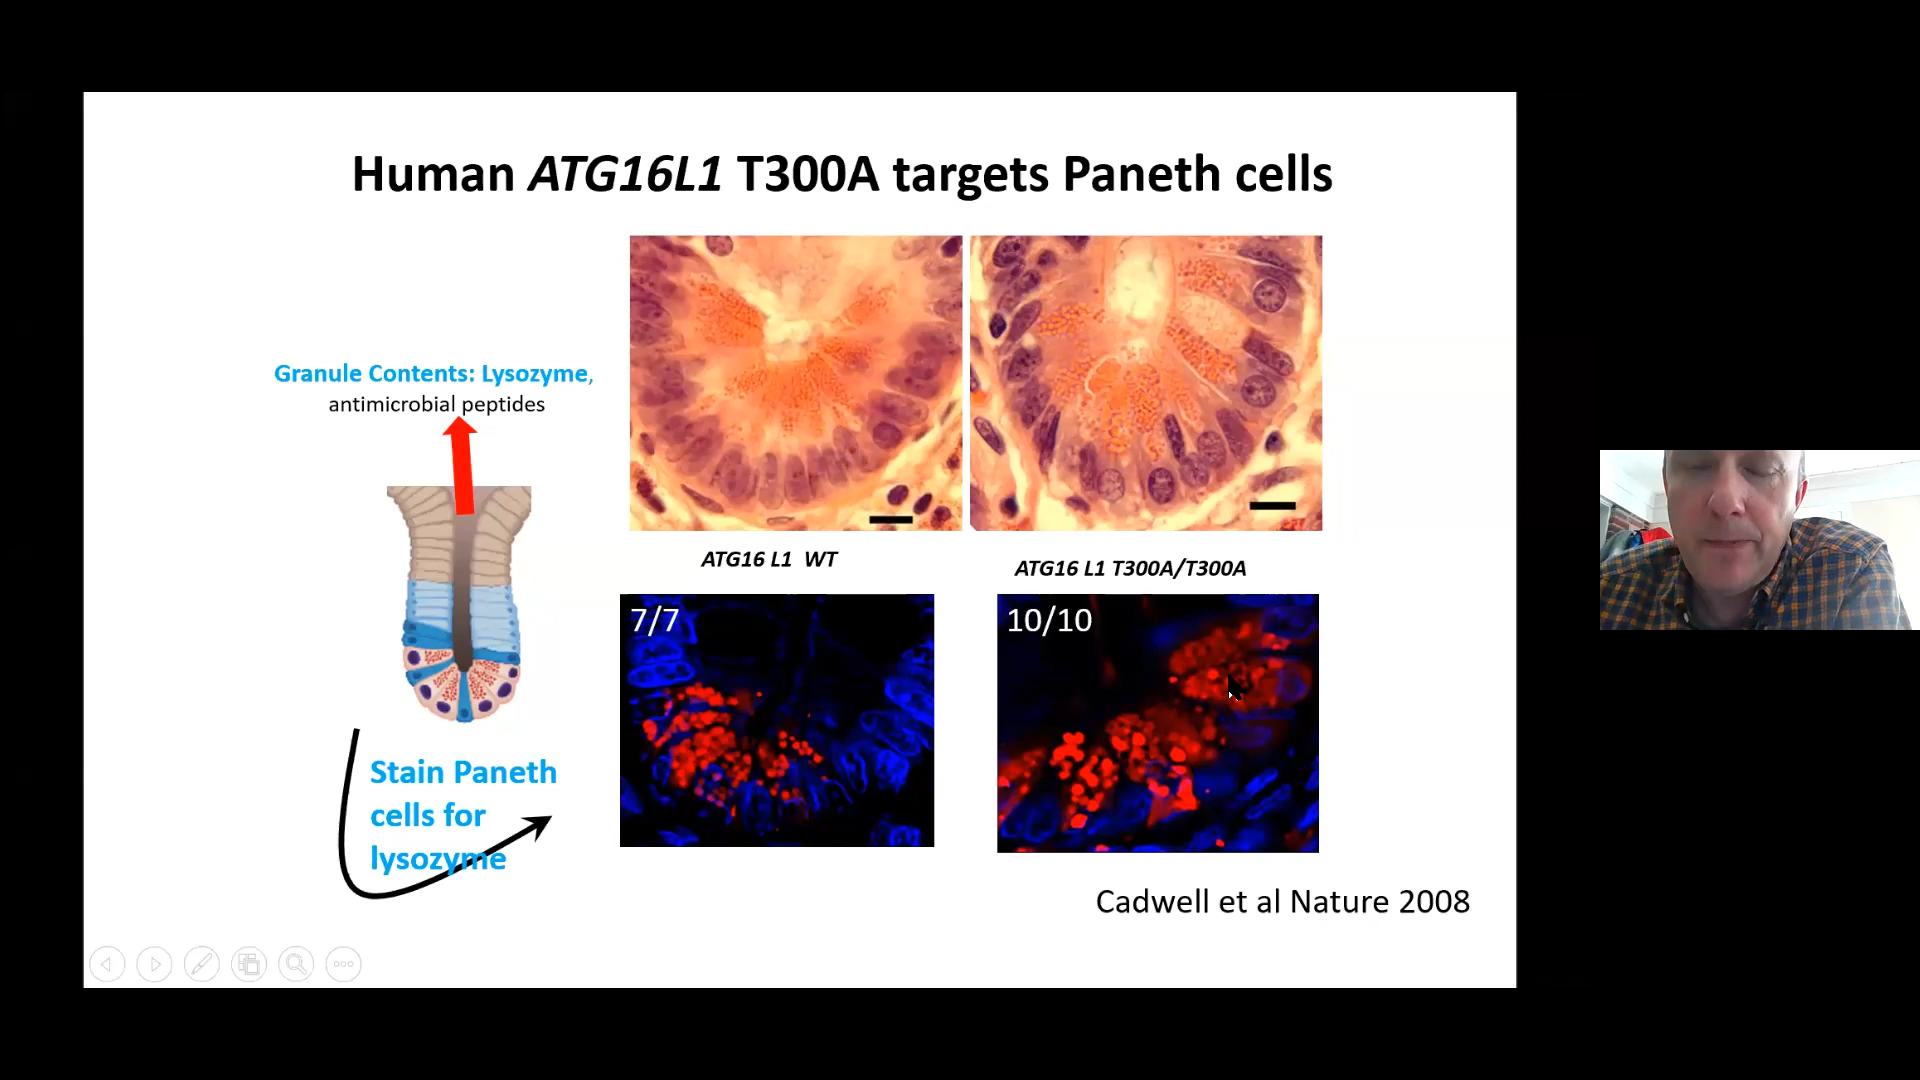 Human ATG16L1 T300A targets Paneth cells
Granule Contents: Lysozyme,
antimicrobial peptides
ATG16 L1  WT
ATG16 L1 T300A/T300A
7/7
10/10
Stain Paneth
cells for
lysozyme
Cadwell et al Nature 2008